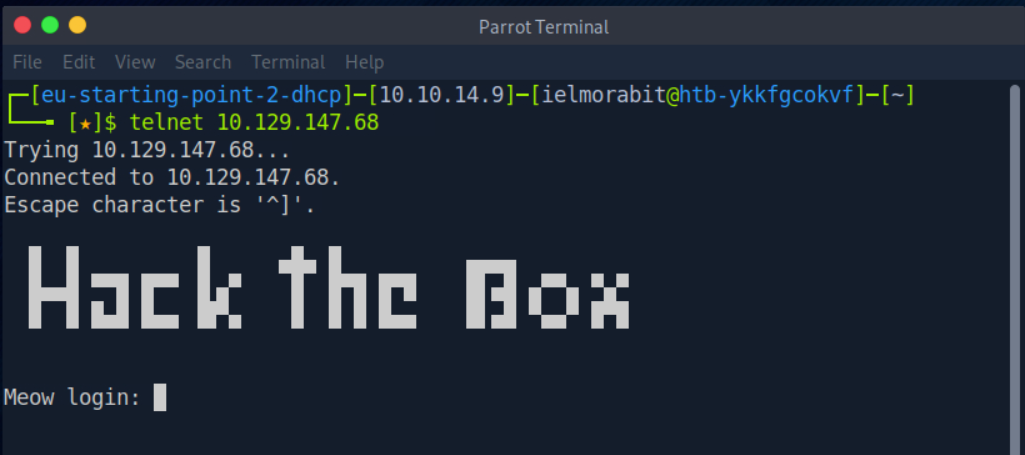 Parrot Terminal
File Edit View Search Terminal Help
┌─[eu-starting-point-2-dhcp]─[10.10.14.9]─[ielmorabit@htb-ykkfgcokvf]─[~]
└──╼ [★]$ telnet 10.129.147.68
Trying 10.129.147.68...
Connected to 10.129.147.68.
Escape character is '^]'.
Hack the Box
Meow login: